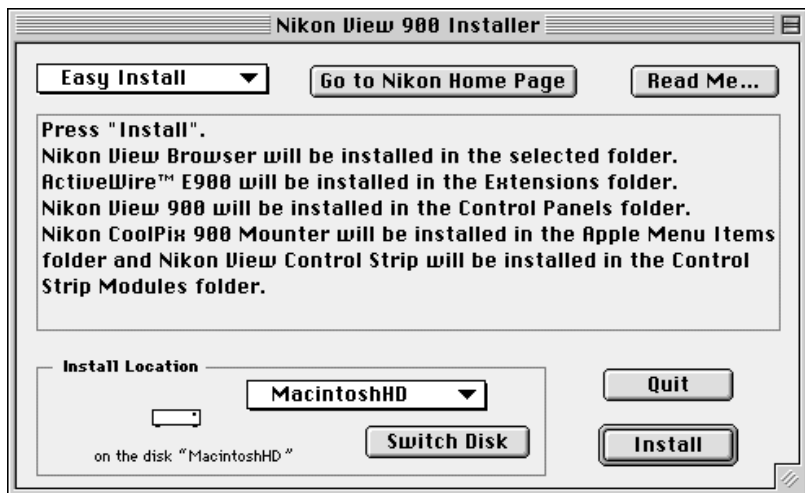 Nikon View 900 Installer
Easy Install
Go to Nikon Home Page
Read Me...
Press "Install".
Nikon View Browser will be installed in the selected folder.
ActiveWire™ E900 will be installed in the Extensions folder.
Nikon View 900 will be installed in the Control Panels folder.
Nikon CoolPix 900 Mounter will be installed in the Apple Menu Items
folder and Nikon View Control Strip will be installed in the Control
Strip Modules folder.
Install Location
MacintoshHD
on the disk "MacintoshHD"
Switch Disk
Quit
Install